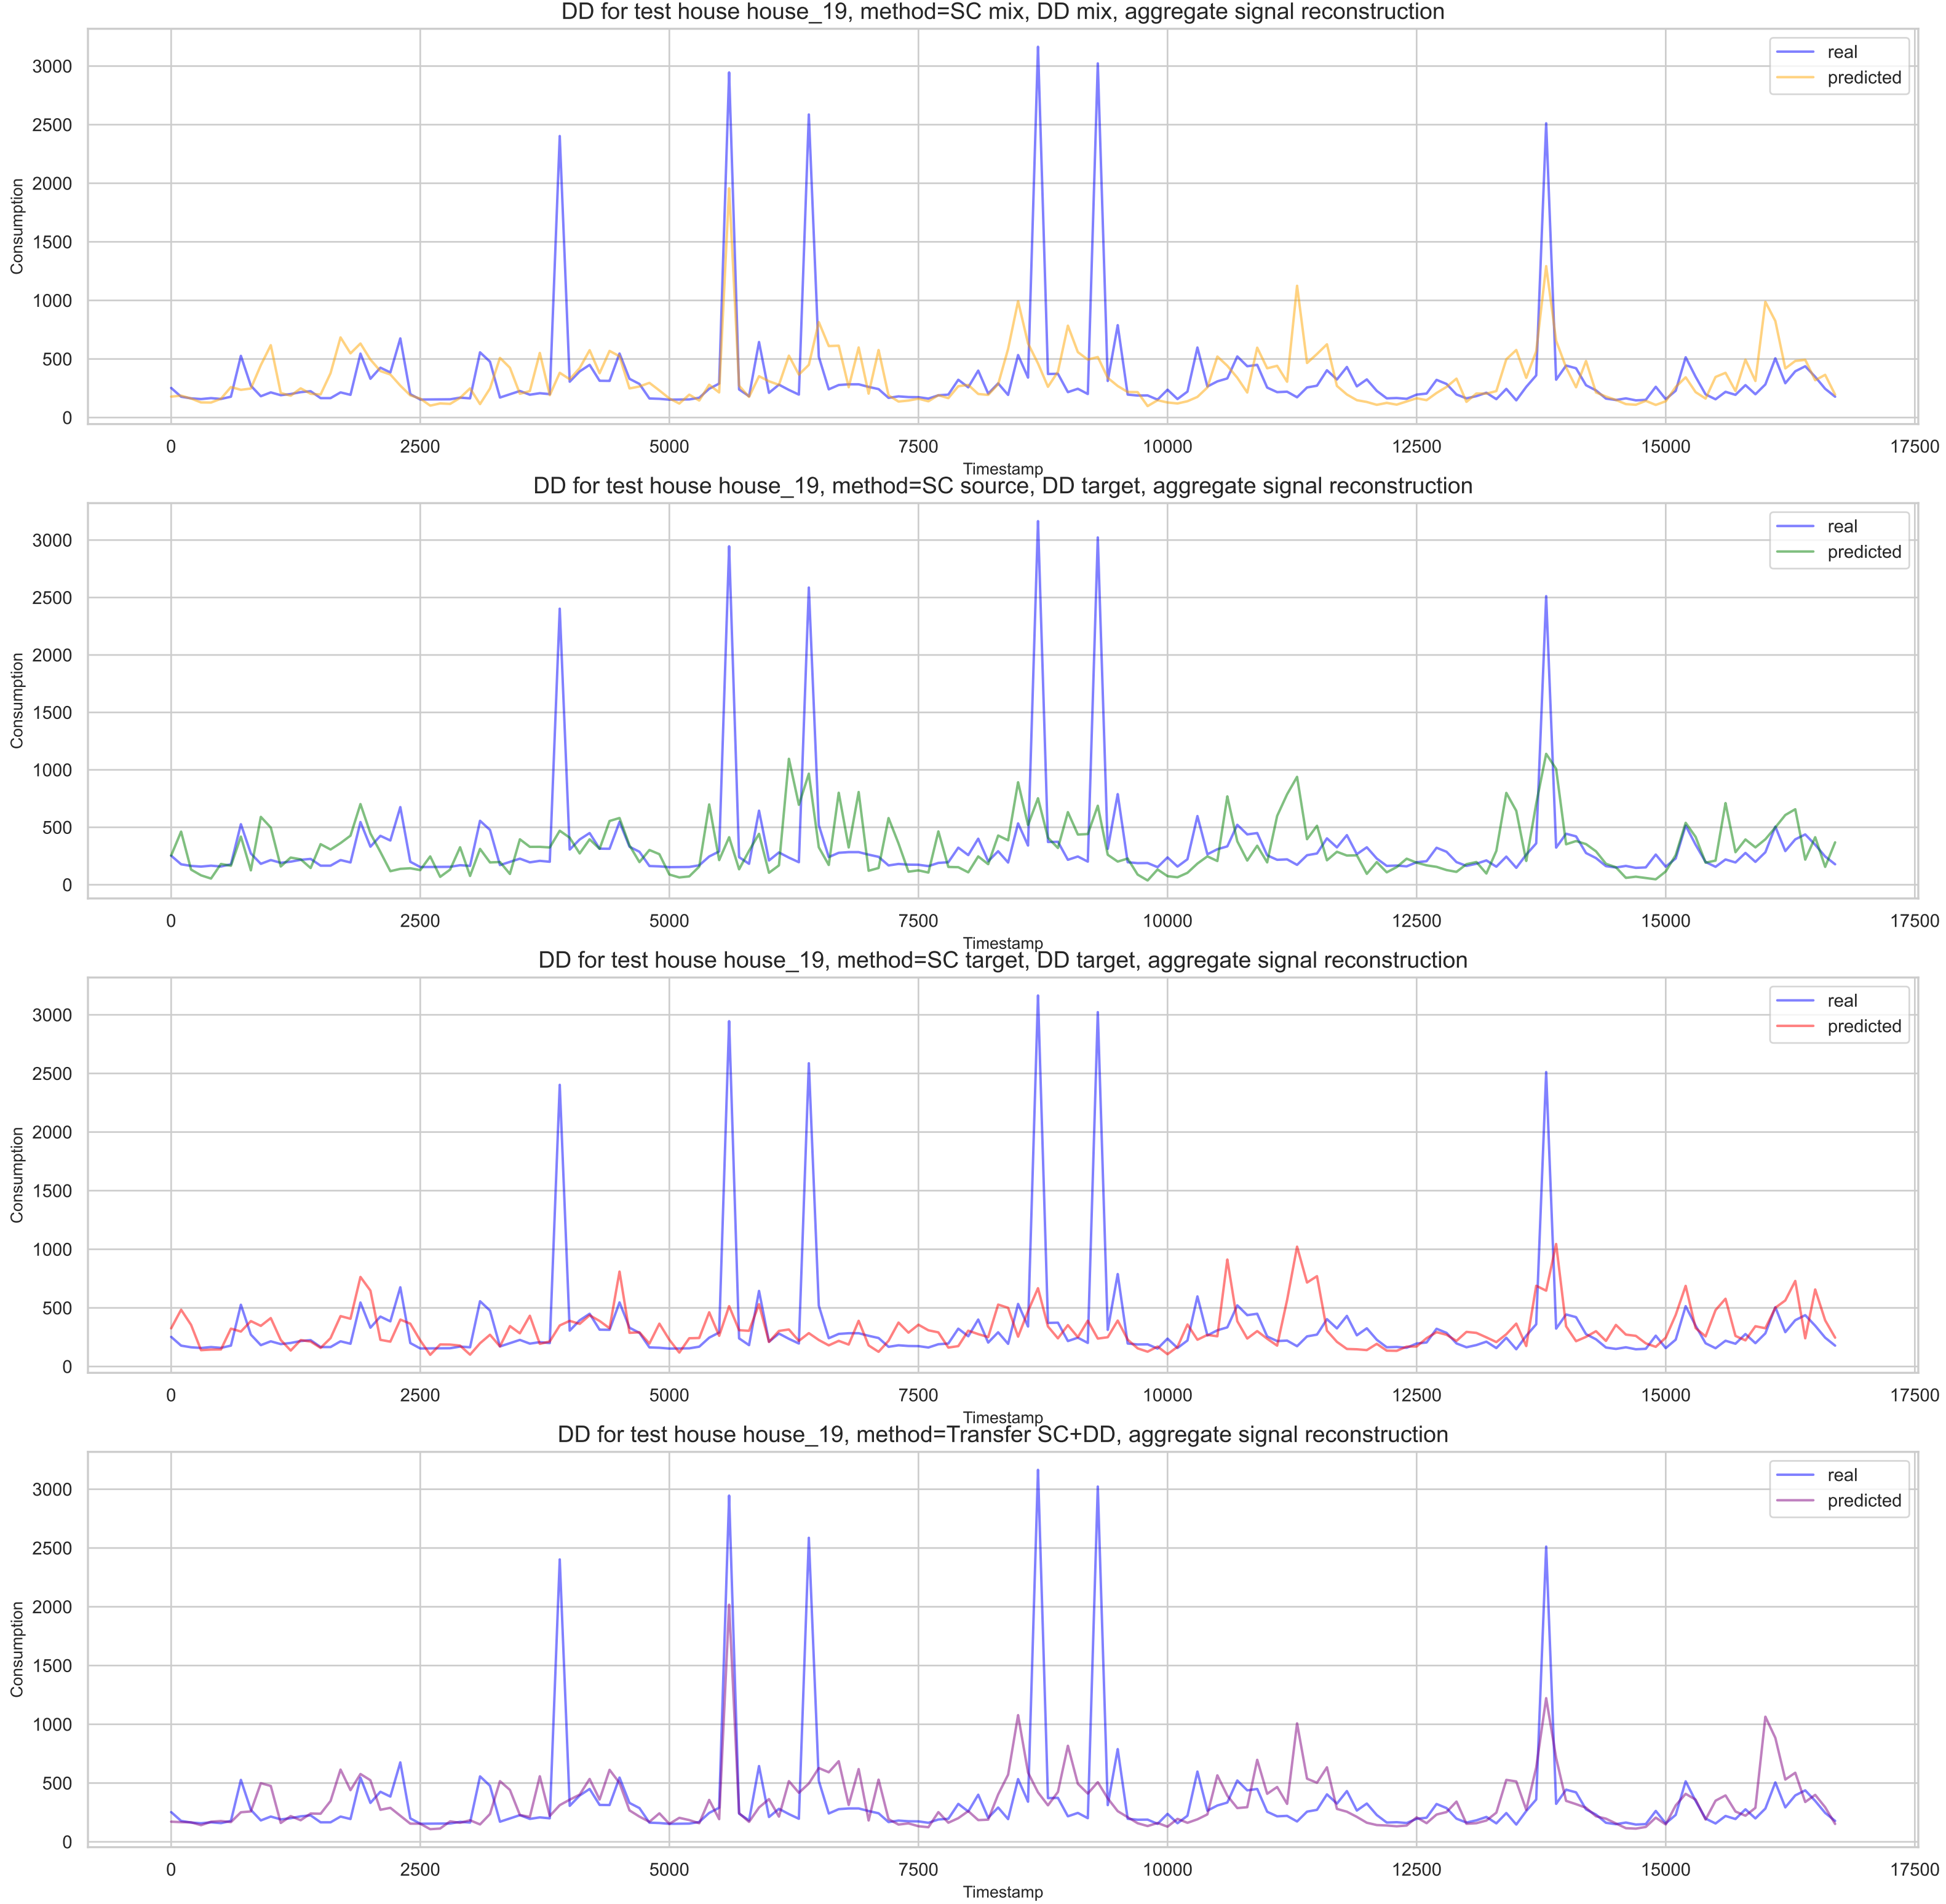 DD for test house house_19, method=SC mix, DD mix, aggregate signal reconstruction
real
predicted
3000
2500
2000
1500
1000
500
0
Consumption
0 2500 5000 7500 10000 12500 15000 17500
Timestamp
DD for test house house_19, method=SC source, DD target, aggregate signal reconstruction
real
predicted
3000
2500
2000
1500
1000
500
0
Consumption
0 2500 5000 7500 10000 12500 15000 17500
Timestamp
DD for test house house_19, method=SC target, DD target, aggregate signal reconstruction
real
predicted
3000
2500
2000
1500
1000
500
0
Consumption
0 2500 5000 7500 10000 12500 15000 17500
Timestamp
DD for test house house_19, method=Transfer SC+DD, aggregate signal reconstruction
real
predicted
3000
2500
2000
1500
1000
500
0
Consumption
0 2500 5000 7500 10000 12500 15000 17500
Timestamp